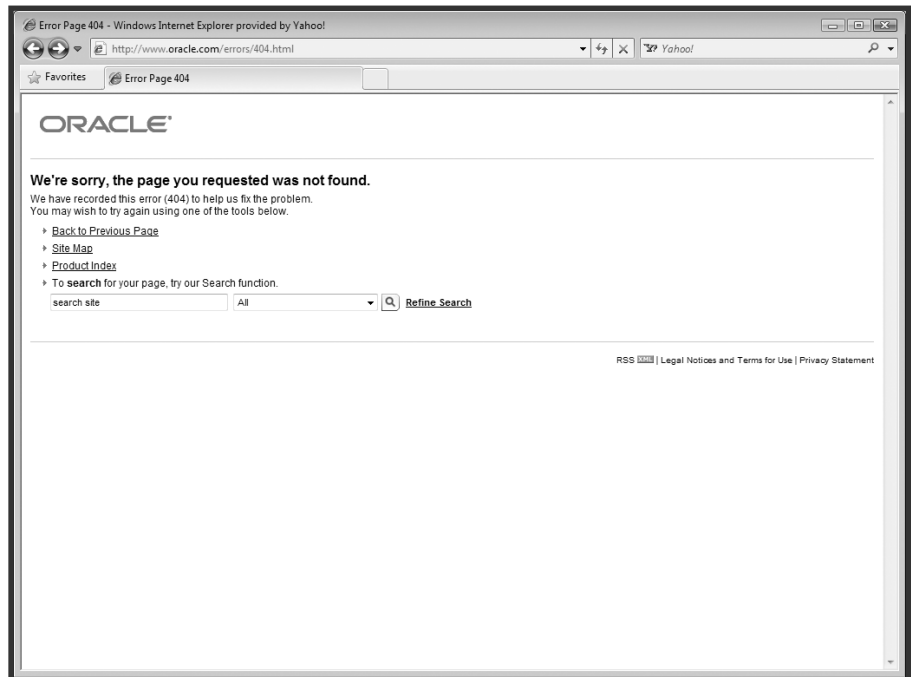 Error Page 404 - Windows Internet Explorer provided by Yahoo!
http://www.oracle.com/errors/404.html
Yahoo!
Favorites
Error Page 404
ORACLE®
We're sorry, the page you requested was not found.
We have recorded this error (404) to help us fix the problem.
You may wish to try again using one of the tools below.
Back to Previous Page
Site Map
Product Index
To search for your page, try our Search function.
search site All Refine Search
RSS XML | Legal Notices and Terms for Use | Privacy Statement